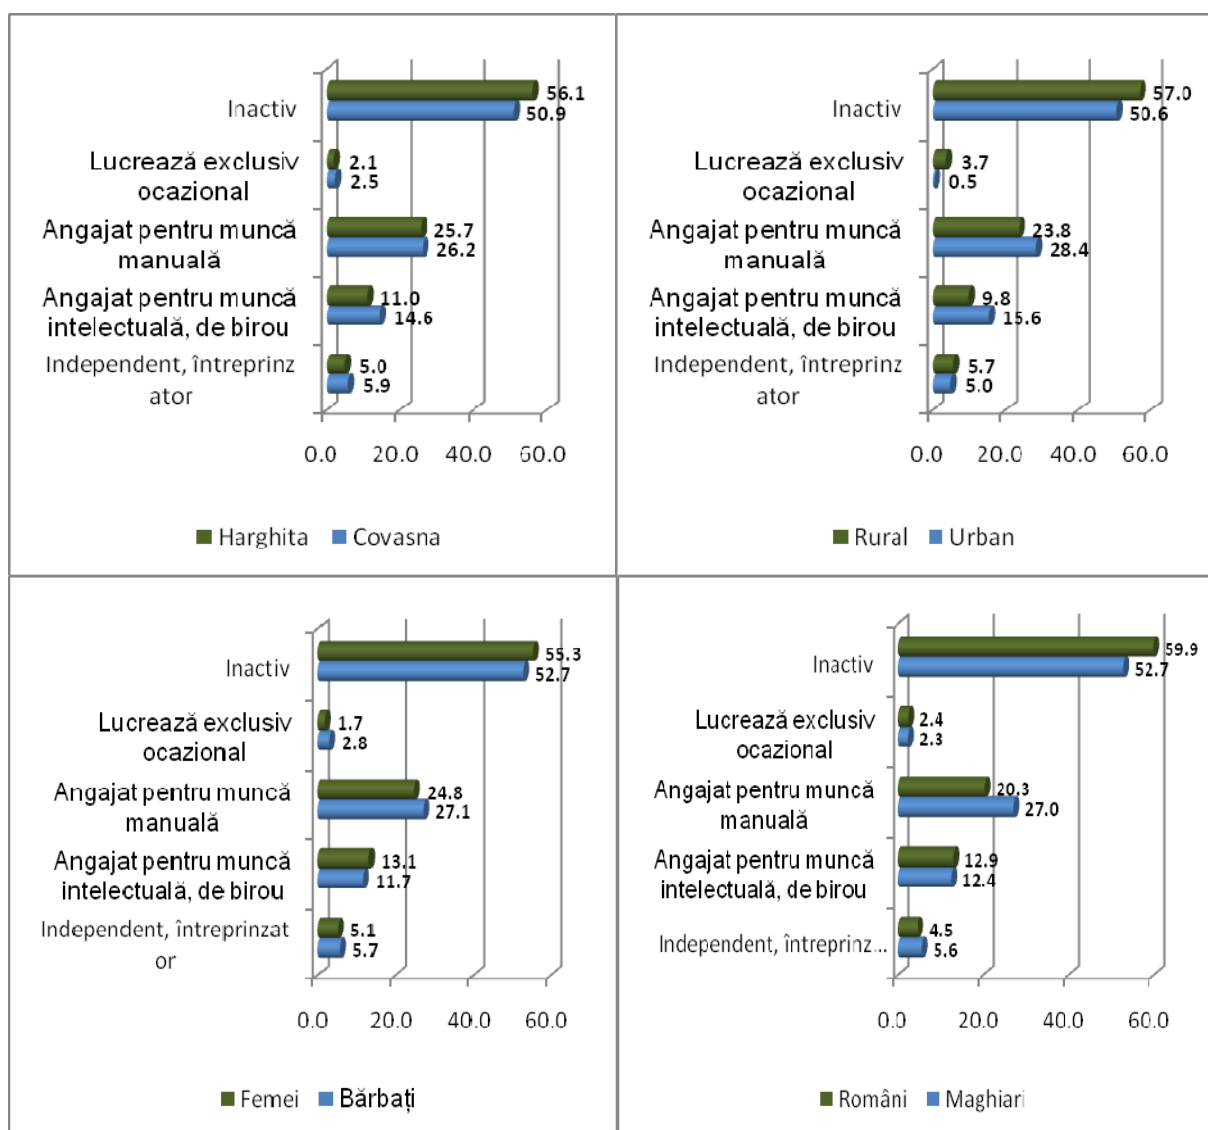 Inactiv
56.1
50.9
Lucrează exclusiv
ocazional
2.1
2.5
Angajat pentru muncă
manuală
25.7
26.2
Angajat pentru muncă
intelectuală, de birou
11.0
14.6
Independent, întreprinz
ator
5.0
5.9
0.0 20.0 40.0 60.0
Harghita Covasna
Inactiv
57.0
50.6
Lucrează exclusiv
ocazional
3.7
0.5
Angajat pentru muncă
manuală
23.8
28.4
Angajat pentru muncă
intelectuală, de birou
9.8
15.6
Independent, întreprinz
ator
5.7
5.0
0.0 20.0 40.0 60.0
Rural Urban
Inactiv
55.3
52.7
Lucrează exclusiv
ocazional
1.7
2.8
Angajat pentru muncă
manuală
24.8
27.1
Angajat pentru muncă
intelectuală, de birou
13.1
11.7
Independent, întreprinzat
or
5.1
5.7
0.0 20.0 40.0 60.0
Femei Bărbați
Inactiv
59.9
52.7
Lucrează exclusiv
ocazional
2.4
2.3
Angajat pentru muncă
manuală
20.3
27.0
Angajat pentru muncă
intelectuală, de birou
12.9
12.4
Independent, întreprinz...
4.5
5.6
0.0 20.0 40.0 60.0
Români Maghiari